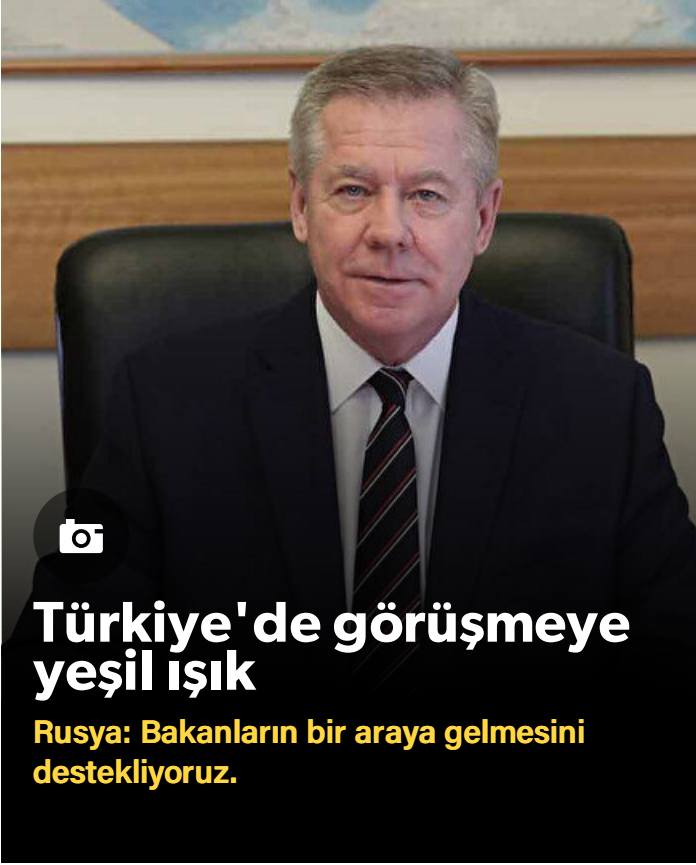 Türkiye'de görüşmeye
yeşil ışık
Rusya: Bakanların bir araya gelmesini
destekliyoruz.